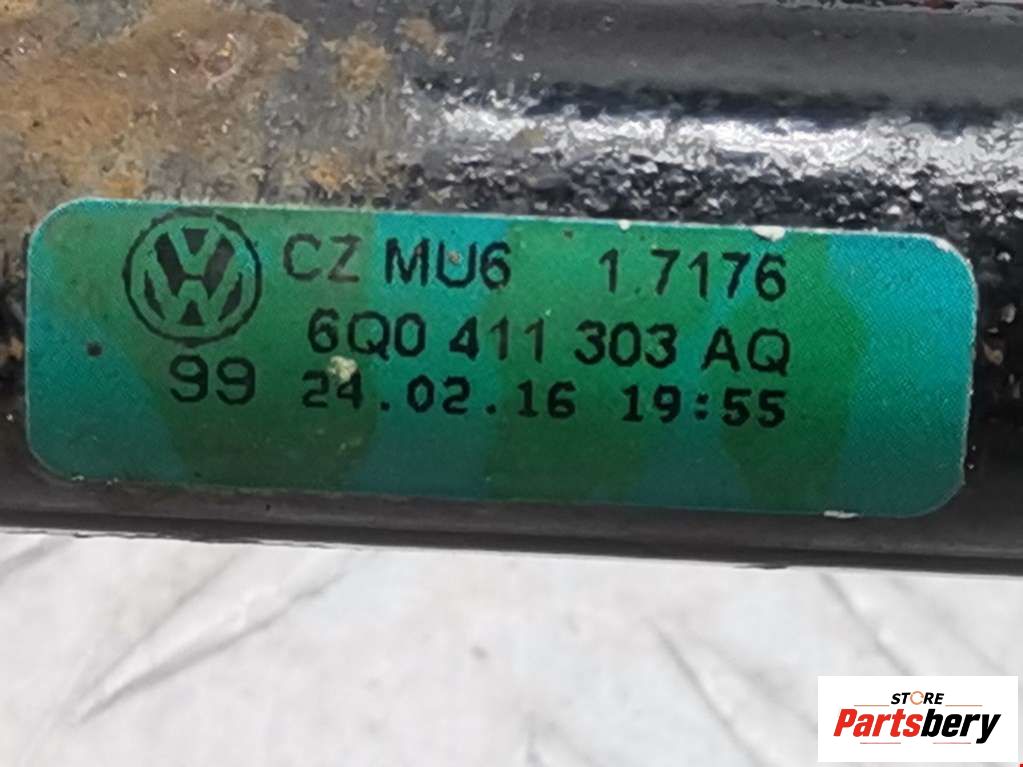 CZ MU6 1.7176
6Q0 411 303 AQ
99 24.02.16 19:55
STORE
Partsbery